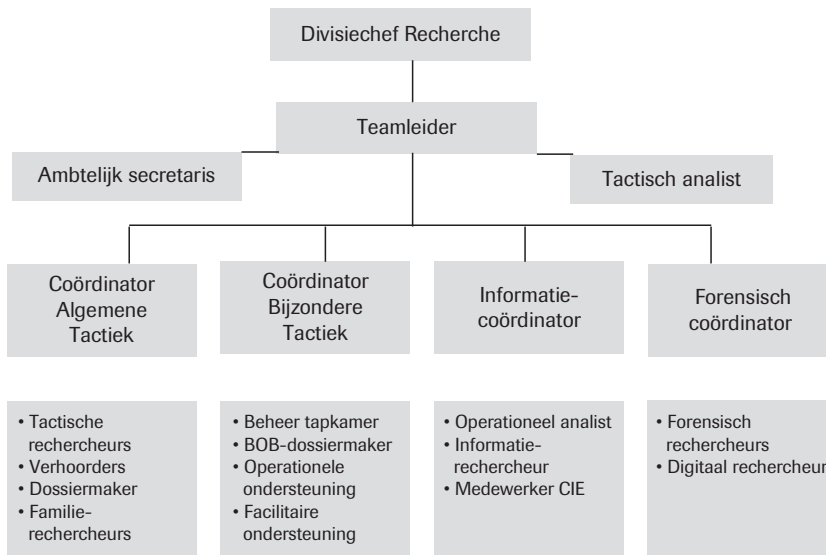 Divisiechef Recherche
Teamleider
Ambtelijk secretaris
Tactisch analist
Coördinator
Algemene
Tactiek
Coördinator
Bijzondere
Tactiek
Informatie-
coördinator
Forensisch
coördinator
• Tactische
rechercheurs
• Verhoorders
• Dossiermaker
• Familie-
rechercheurs
• Beheer tapkamer
• BOB-dossiermaker
• Operationele
ondersteuning
• Facilitaire
ondersteuning
• Operationeel analist
• Informatie-
rechercheur
• Medewerker CIE
• Forensisch
rechercheurs
• Digitaal rechercheur